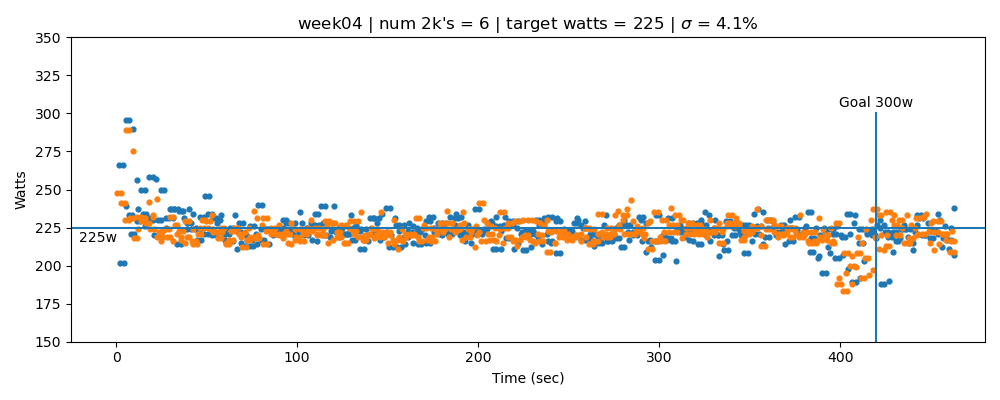 week04 | num 2k's = 6 | target watts = 225 | σ = 4.1%
350
325
300
275
250
225
200
175
150
Watts
Goal 300w
225w
0
100
200
300
400
Time (sec)